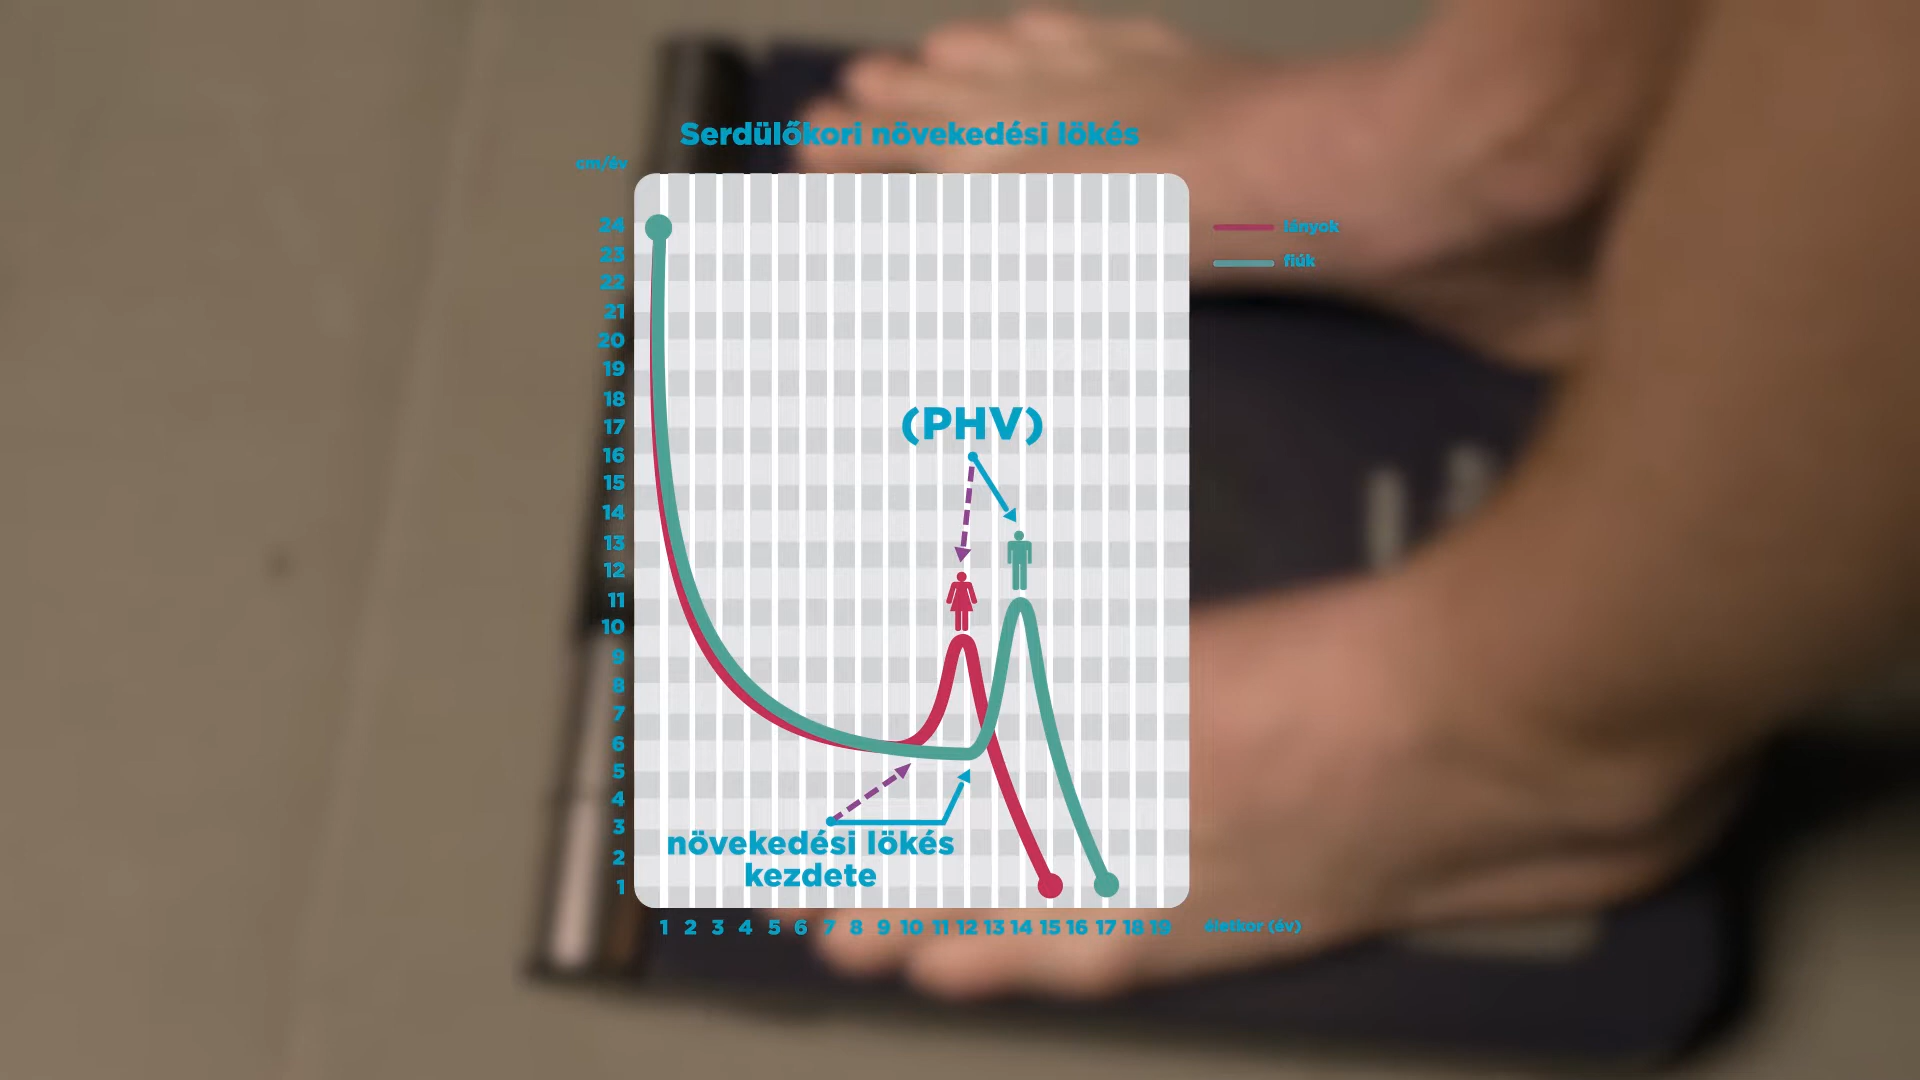 Serdülőkori növekedési lökés
cm/év
24
23
22
21
20
19
18
17
16
15
14
13
12
11
10
9
8
7
6
5
4
3
2
1
lányok
fiúk
(PHV)
növekedési lökés
kezdete
1 2 3 4 5 6 7 8 9 10 11 12 13 14 15 16 17 18 19
életkor (év)